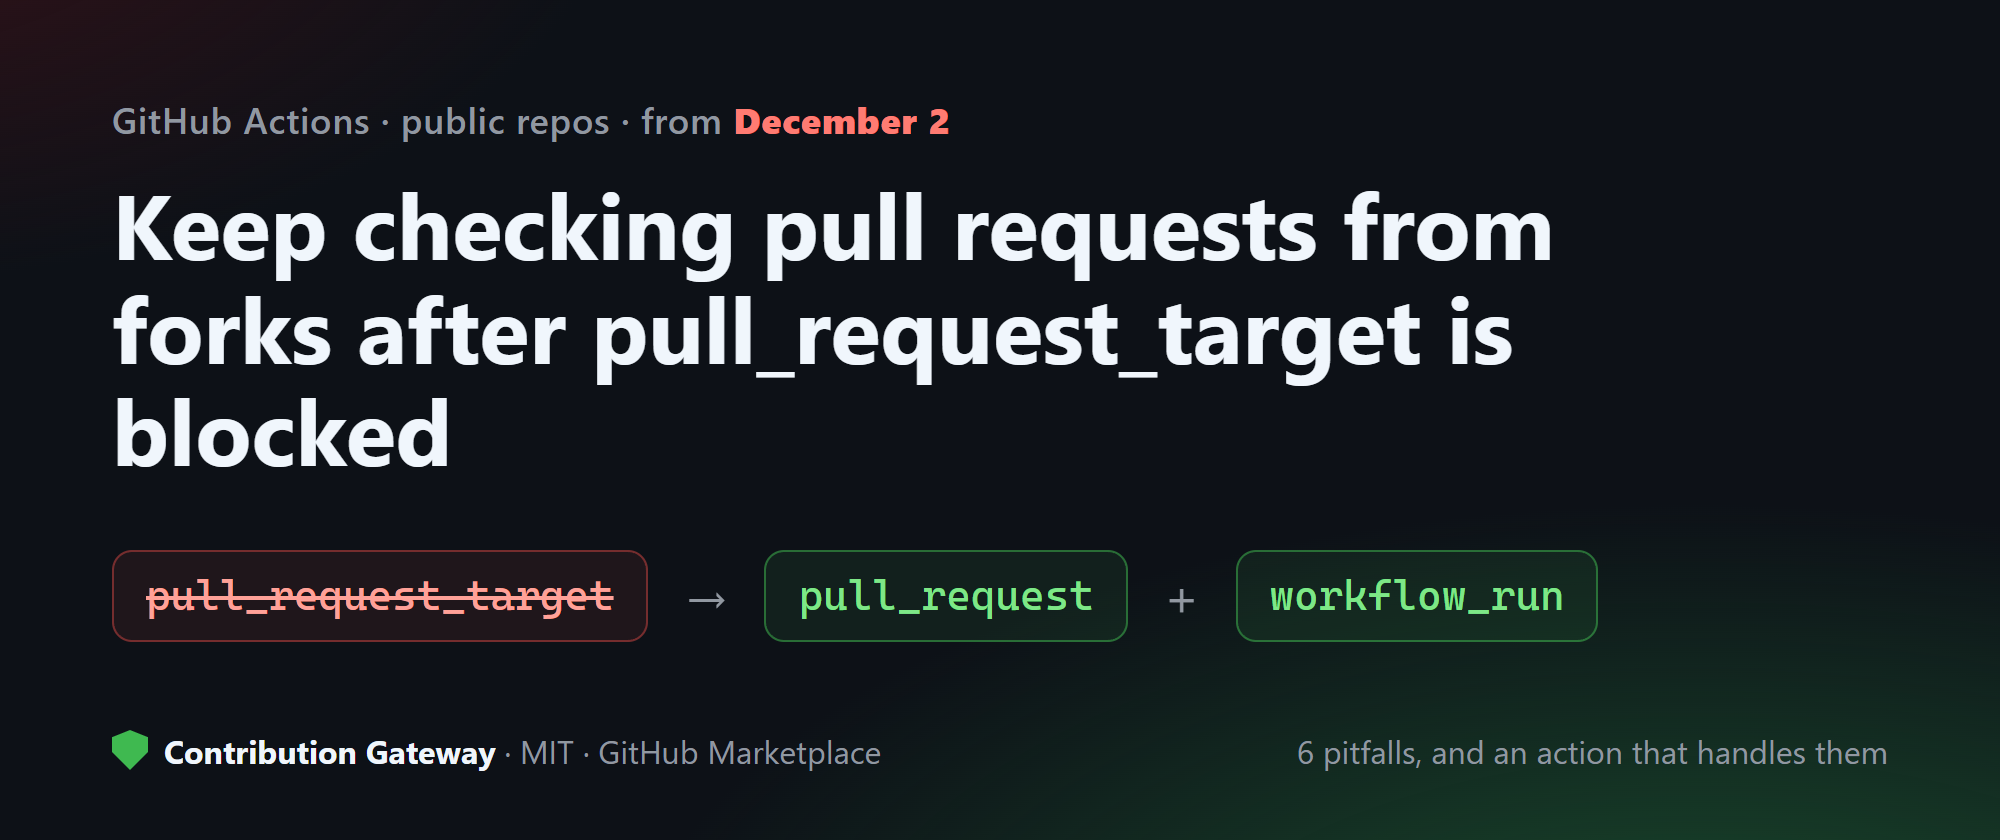 GitHub Actions · public repos · from December 2
Keep checking pull requests from
forks after pull_request_target is
blocked
pull_request_target → pull_request + workflow_run
Contribution Gateway · MIT · GitHub Marketplace
6 pitfalls, and an action that handles them